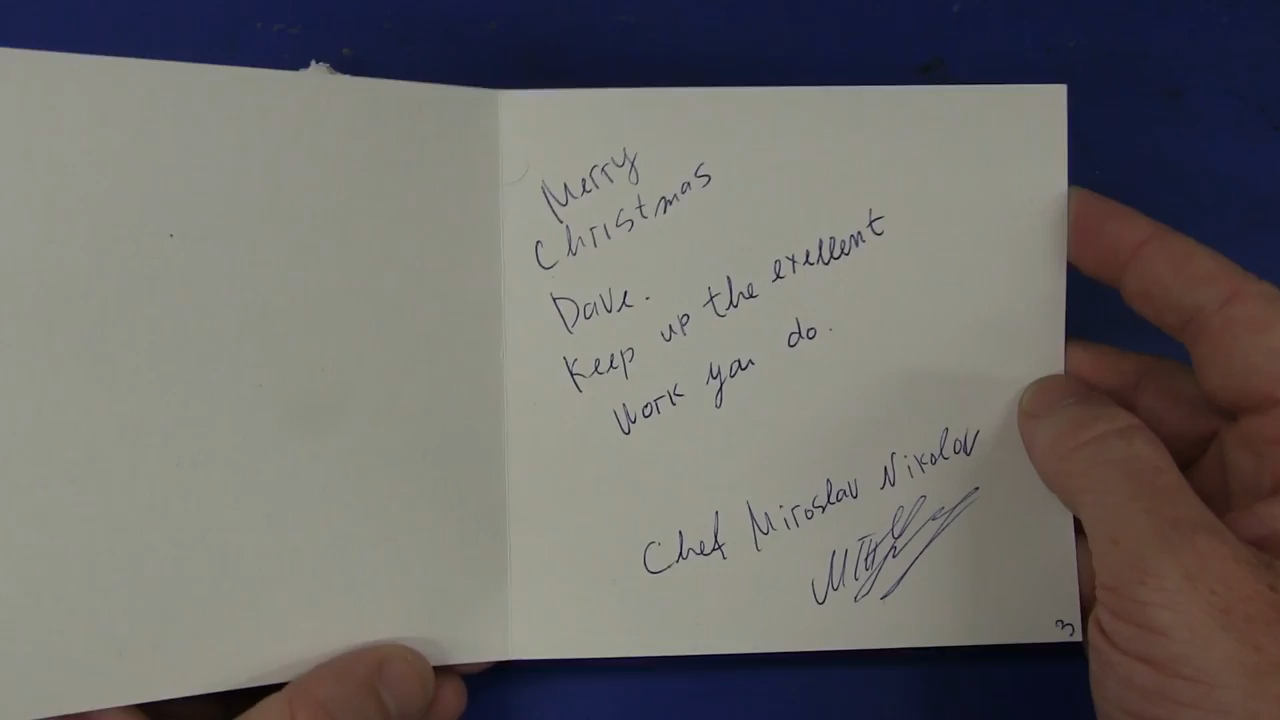 Merry
Christmas
Dave.
Keep up the exellent
work you do.
Chef Miroslav Nikolov
3